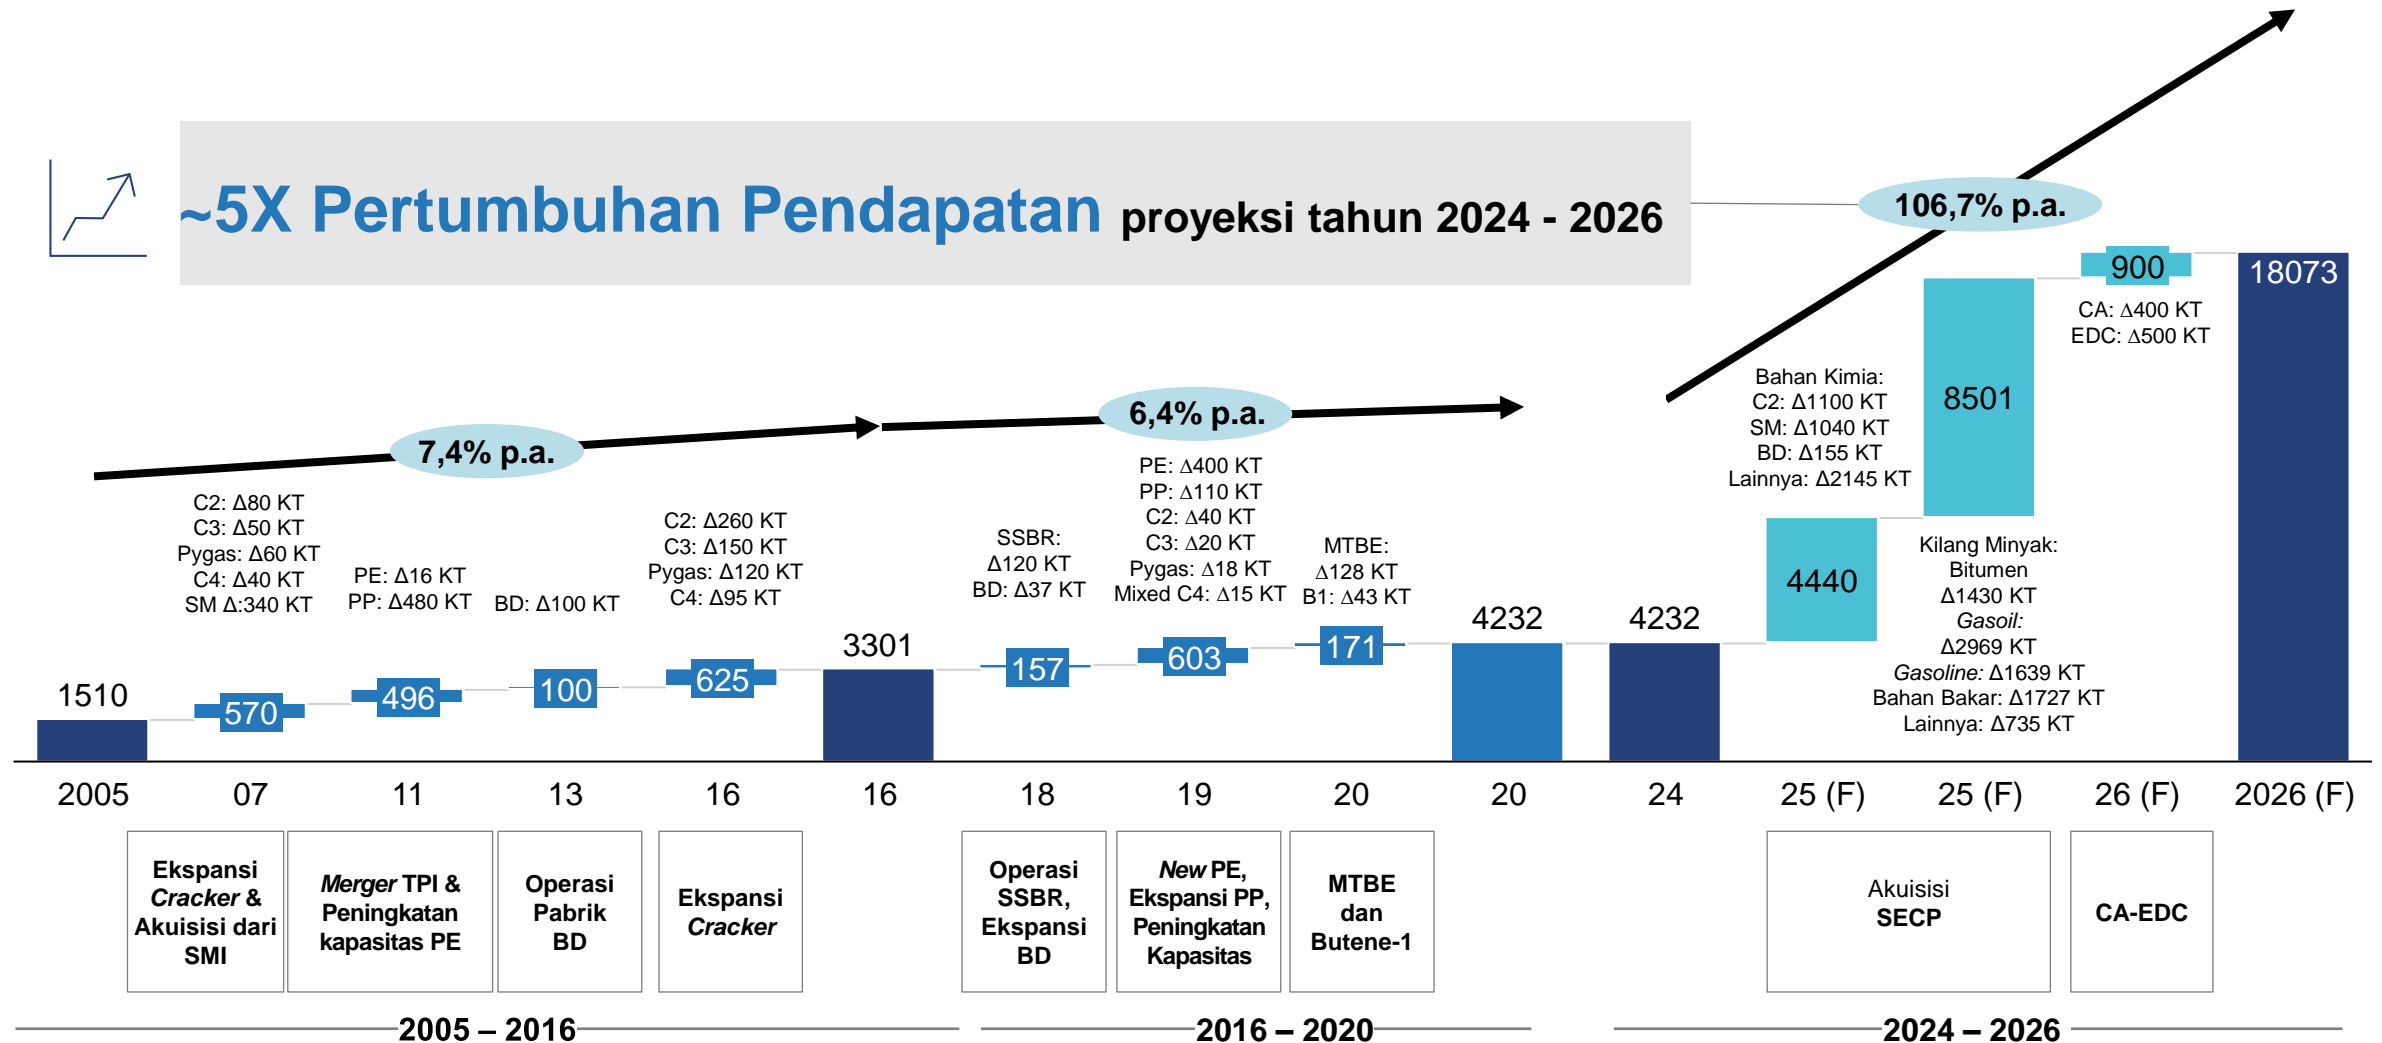 ~5X Pertumbuhan Pendapatan proyeksi tahun 2024 - 2026
106,7% p.a.
7,4% p.a.
6,4% p.a.
C2: Δ80 KT
C3: Δ50 KT
Pygas: Δ60 KT
C4: Δ40 KT
SM Δ:340 KT
PE: Δ16 KT
PP: Δ480 KT
BD: Δ100 KT
C2: Δ260 KT
C3: Δ150 KT
Pygas: Δ120 KT
C4: Δ95 KT
SSBR:
Δ120 KT
BD: Δ37 KT
PE: Δ400 KT
PP: Δ110 KT
C2: Δ40 KT
C3: Δ20 KT
Pygas: Δ18 KT
Mixed C4: Δ15 KT
MTBE:
Δ128 KT
B1: Δ43 KT
Bahan Kimia:
C2: Δ1100 KT
SM: Δ1040 KT
BD: Δ155 KT
Lainnya: Δ2145 KT
Kilang Minyak:
Bitumen
Δ1430 KT
Gasoil:
Δ2969 KT
Gasoline: Δ1639 KT
Bahan Bakar: Δ1727 KT
Lainnya: Δ735 KT
CA: Δ400 KT
EDC: Δ500 KT
1510
570
496
100
625
3301
157
603
171
4232
4232
4440
8501
900
18073
2005
07
11
13
16
16
18
19
20
20
24
25 (F)
25 (F)
26 (F)
2026 (F)
Ekspansi
Cracker &
Akuisisi dari
SMI
Merger TPI &
Peningkatan
kapasitas PE
Operasi
Pabrik
BD
Ekspansi
Cracker
Operasi
SSBR,
Ekspansi
BD
New PE,
Ekspansi PP,
Peningkatan
Kapasitas
MTBE
dan
Butene-1
Akuisisi
SECP
CA-EDC
2005 – 2016
2016 – 2020
2024 – 2026